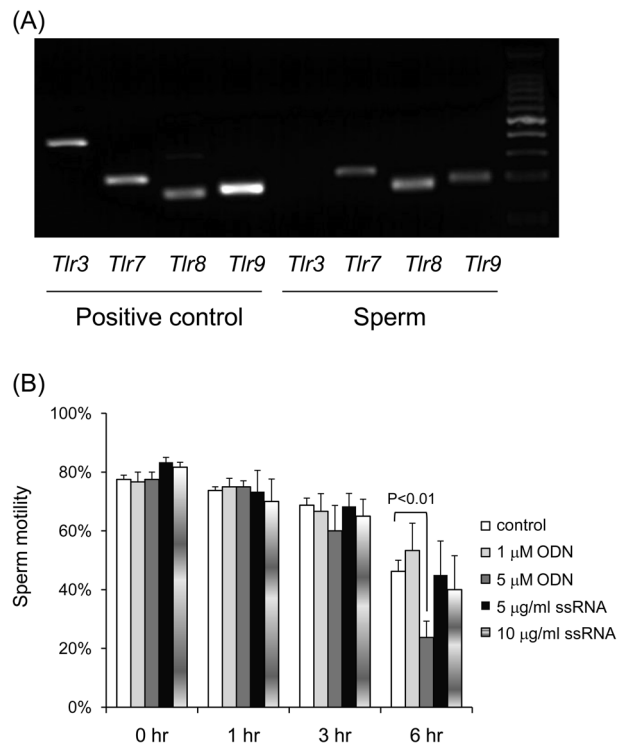 (A)
Tlr3 Tlr7 Tlr8 Tlr9 Tlr3 Tlr7 Tlr8 Tlr9
Positive control Sperm
(B)
100%
80%
60%
40%
20%
0%
Sperm motility
P<0.01
control
1 μM ODN
5 μM ODN
5 μg/ml ssRNA
10 μg/ml ssRNA
0 hr 1 hr 3 hr 6 hr